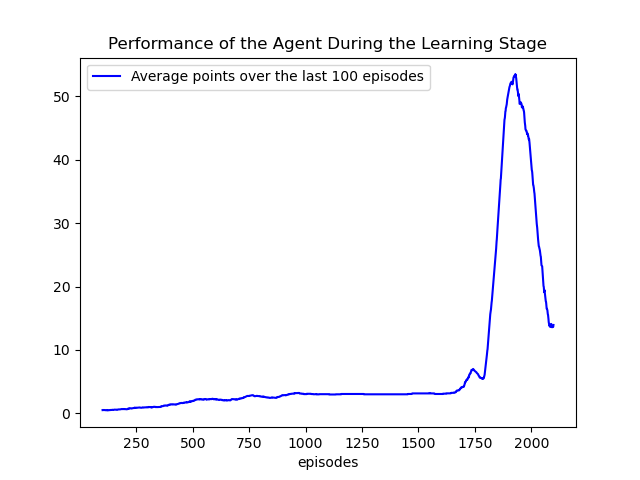 Performance of the Agent During the Learning Stage
Average points over the last 100 episodes
50
40
30
20
10
0
250 500 750 1000 1250 1500 1750 2000
episodes